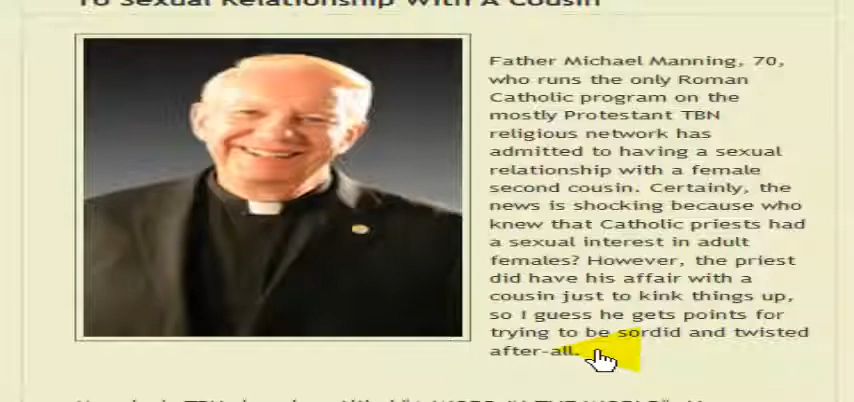 To Sexual Relationship With A Cousin
Father Michael Manning, 70,
who runs the only Roman
Catholic program on the
mostly Protestant TBN
religious network has
admitted to having a sexual
relationship with a female
second cousin. Certainly, the
news is shocking because who
knew that Catholic priests had
a sexual interest in adult
females? However, the priest
did have his affair with a
cousin just to kink things up,
so I guess he gets points for
trying to be sordid and twisted
after-all.